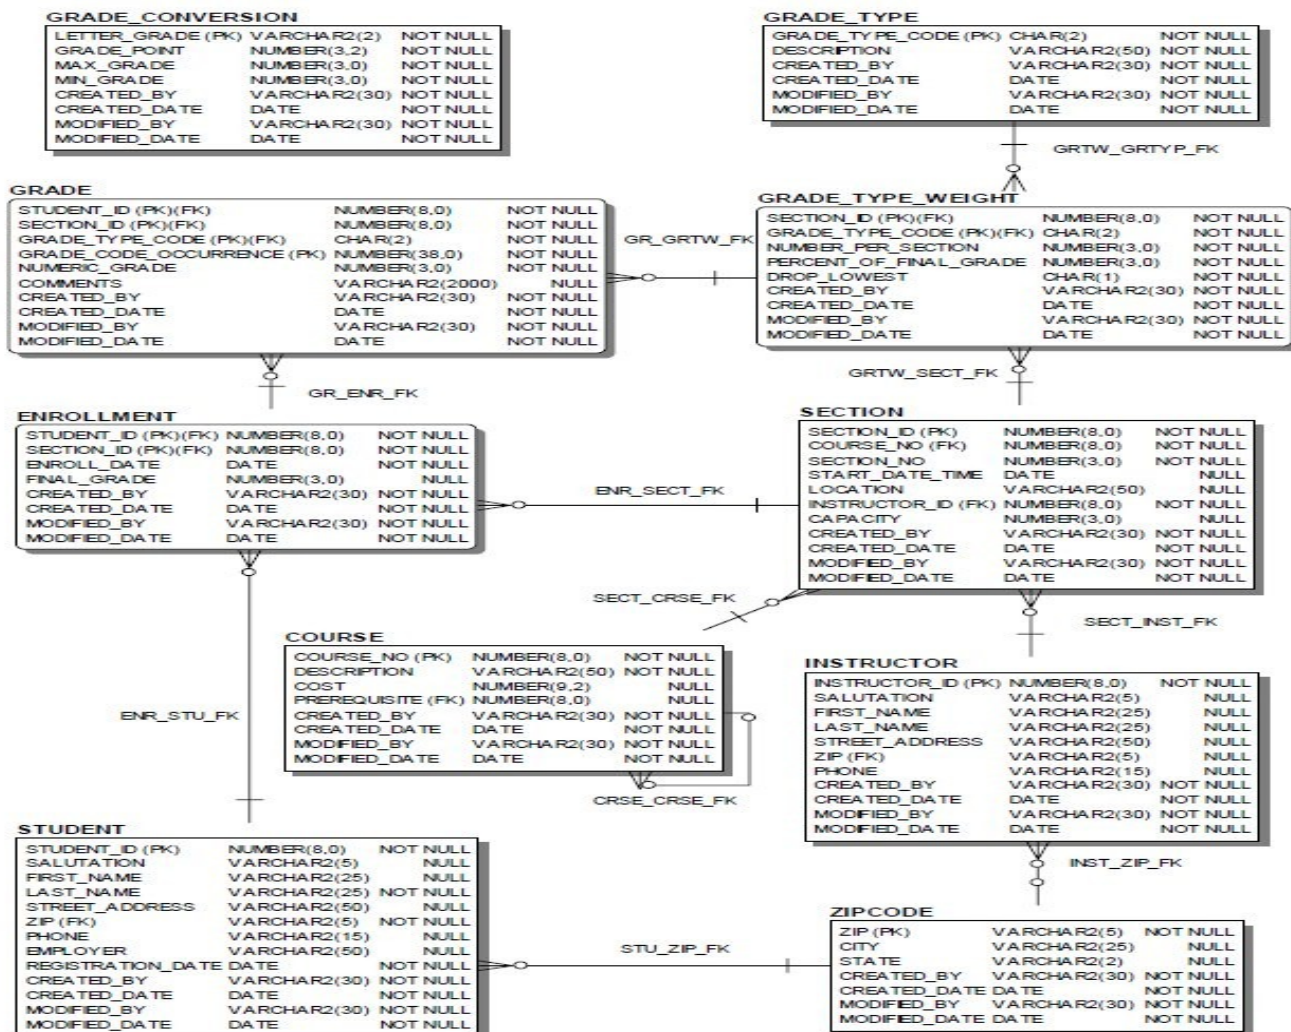 GRADE_CONVERSION
LETTER_GRADE (PK) VARCHAR2(2) NOT NULL
GRADE_POINT NUMBER(3,2) NOT NULL
MAX_GRADE NUMBER(3,0) NOT NULL
MIN_GRADE NUMBER(3,0) NOT NULL
CREATED_BY VARCHAR2(30) NOT NULL
CREATED_DATE DATE NOT NULL
MODIFIED_BY VARCHAR2(30) NOT NULL
MODIFIED_DATE DATE NOT NULL
GRADE_TYPE
GRADE_TYPE_CODE (PK) CHAR(2) NOT NULL
DESCRIPTION VARCHAR2(50) NOT NULL
CREATED_BY VARCHAR2(30) NOT NULL
CREATED_DATE DATE NOT NULL
MODIFIED_BY VARCHAR2(30) NOT NULL
MODIFIED_DATE DATE NOT NULL
GRTW_GRTYP_FK
GRADE
STUDENT_ID (PK)(FK) NUMBER(8,0) NOT NULL
SECTION_ID (PK)(FK) NUMBER(8,0) NOT NULL
GRADE_TYPE_CODE (PK)(FK) CHAR(2) NOT NULL
GRADE_CODE_OCCURRENCE (PK) NUMBER(38,0) NOT NULL
NUMERIC_GRADE NUMBER(3,0) NOT NULL
COMMENTS VARCHAR2(2000) NULL
CREATED_BY VARCHAR2(30) NOT NULL
CREATED_DATE DATE NOT NULL
MODIFIED_BY VARCHAR2(30) NOT NULL
MODIFIED_DATE DATE NOT NULL
GR_GRTW_FK
GRADE_TYPE_WEIGHT
SECTION_ID (PK)(FK) NUMBER(8,0) NOT NULL
GRADE_TYPE_CODE (PK)(FK) CHAR(2) NOT NULL
NUMBER_PER_SECTION NUMBER(3,0) NOT NULL
PERCENT_OF_FINAL_GRADE NUMBER(3,0) NOT NULL
DROP_LOWEST CHAR(1) NOT NULL
CREATED_BY VARCHAR2(30) NOT NULL
CREATED_DATE DATE NOT NULL
MODIFIED_BY VARCHAR2(30) NOT NULL
MODIFIED_DATE DATE NOT NULL
GR_ENR_FK
GRTW_SECT_FK
ENROLLMENT
STUDENT_ID (PK)(FK) NUMBER(8,0) NOT NULL
SECTION_ID (PK)(FK) NUMBER(8,0) NOT NULL
ENROLL_DATE DATE NOT NULL
FINAL_GRADE NUMBER(3,0) NULL
CREATED_BY VARCHAR2(30) NOT NULL
CREATED_DATE DATE NOT NULL
MODIFIED_BY VARCHAR2(30) NOT NULL
MODIFIED_DATE DATE NOT NULL
ENR_SECT_FK
SECTION
SECTION_ID (PK) NUMBER(8,0) NOT NULL
COURSE_NO (FK) NUMBER(8,0) NOT NULL
SECTION_NO NUMBER(3,0) NOT NULL
START_DATE_TIME DATE NULL
LOCATION VARCHAR2(50) NULL
INSTRUCTOR_ID (FK) NUMBER(8,0) NOT NULL
CAPACITY NUMBER(3,0) NULL
CREATED_BY VARCHAR2(30) NOT NULL
CREATED_DATE DATE NOT NULL
MODIFIED_BY VARCHAR2(30) NOT NULL
MODIFIED_DATE DATE NOT NULL
SECT_CRSE_FK
SECT_INST_FK
COURSE
COURSE_NO (PK) NUMBER(8,0) NOT NULL
DESCRIPTION VARCHAR2(50) NOT NULL
COST NUMBER(9,2) NULL
PREREQUISITE (FK) NUMBER(8,0) NULL
CREATED_BY VARCHAR2(30) NOT NULL
CREATED_DATE DATE NOT NULL
MODIFIED_BY VARCHAR2(30) NOT NULL
MODIFIED_DATE DATE NOT NULL
CRSE_CRSE_FK
ENR_STU_FK
INSTRUCTOR
INSTRUCTOR_ID (PK) NUMBER(8,0) NOT NULL
SALUTATION VARCHAR2(5) NULL
FIRST_NAME VARCHAR2(25) NULL
LAST_NAME VARCHAR2(25) NULL
STREET_ADDRESS VARCHAR2(50) NULL
ZIP (FK) VARCHAR2(5) NULL
PHONE VARCHAR2(15) NULL
CREATED_BY VARCHAR2(30) NOT NULL
CREATED_DATE DATE NOT NULL
MODIFIED_BY VARCHAR2(30) NOT NULL
MODIFIED_DATE DATE NOT NULL
INST_ZIP_FK
STUDENT
STUDENT_ID (PK) NUMBER(8,0) NOT NULL
SALUTATION VARCHAR2(5) NULL
FIRST_NAME VARCHAR2(25) NULL
LAST_NAME VARCHAR2(25) NOT NULL
STREET_ADDRESS VARCHAR2(50) NULL
ZIP (FK) VARCHAR2(5) NOT NULL
PHONE VARCHAR2(15) NULL
EMPLOYER VARCHAR2(50) NULL
REGISTRATION_DATE DATE NOT NULL
CREATED_BY VARCHAR2(30) NOT NULL
CREATED_DATE DATE NOT NULL
MODIFIED_BY VARCHAR2(30) NOT NULL
MODIFIED_DATE DATE NOT NULL
STU_ZIP_FK
ZIPCODE
ZIP (PK) VARCHAR2(5) NOT NULL
CITY VARCHAR2(25) NULL
STATE VARCHAR2(2) NULL
CREATED_BY VARCHAR2(30) NOT NULL
CREATED_DATE DATE NOT NULL
MODIFIED_BY VARCHAR2(30) NOT NULL
MODIFIED_DATE DATE NOT NULL